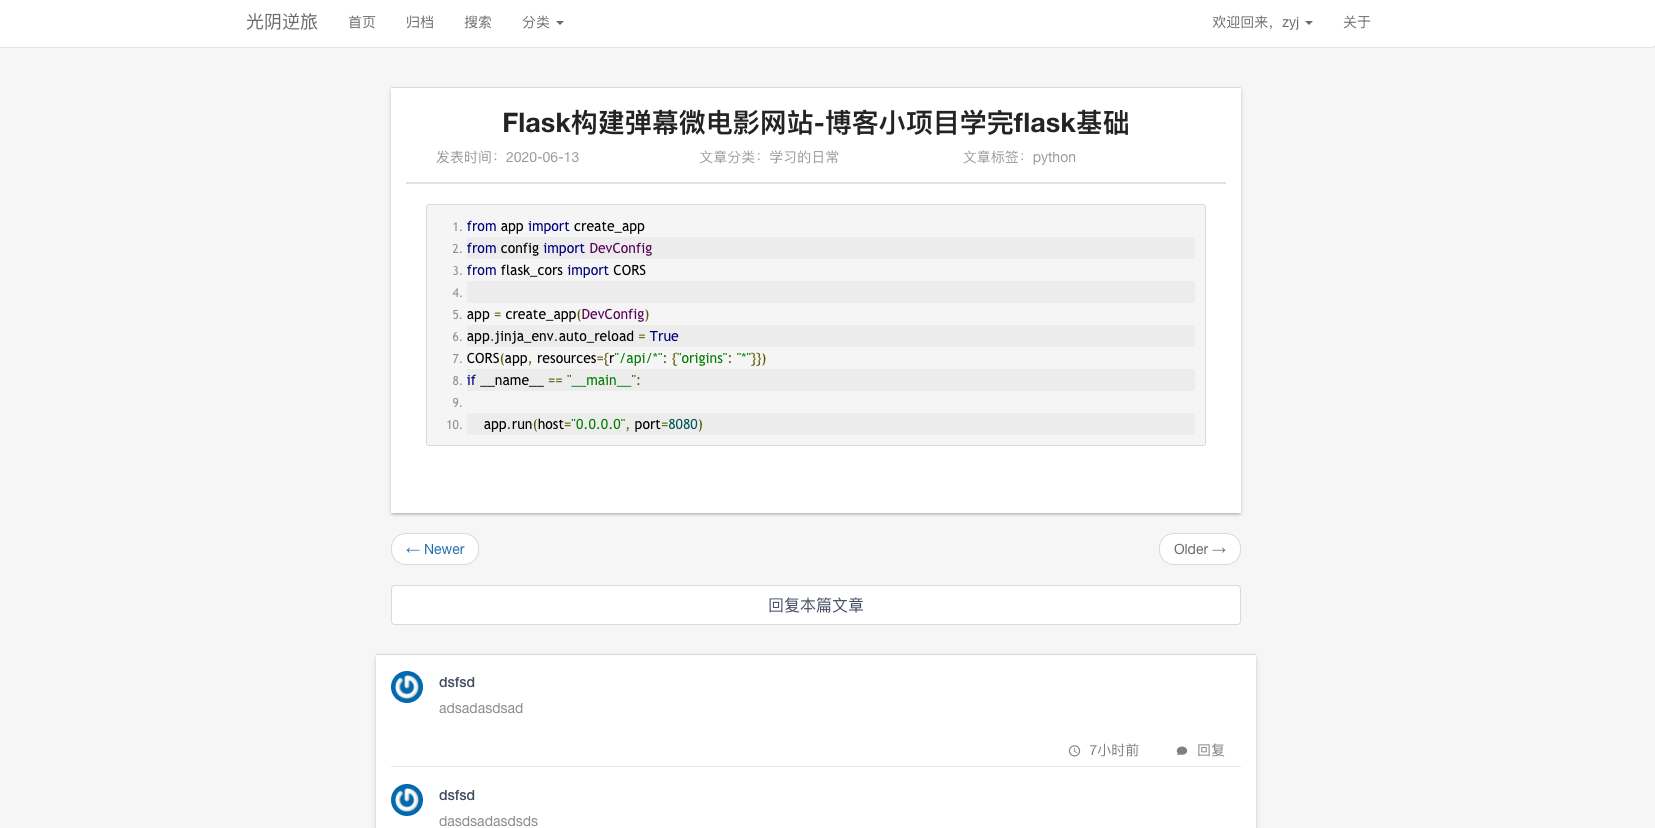 光阴逆旅 首页 归档 搜索 分类 欢迎回来，zyj 关于
Flask构建弹幕微电影网站-博客小项目学完flask基础
发表时间：2020-06-13 文章分类：学习的日常 文章标签：python
1. from app import create_app
2. from config import DevConfig
3. from flask_cors import CORS
4.
5. app = create_app(DevConfig)
6. app.jinja_env.auto_reload = True
7. CORS(app, resources={r"/api/*": {"origins": "*"}})
8. if __name__ == "__main__":
9.
10. app.run(host="0.0.0.0", port=8080)
← Newer Older →
回复本篇文章
dsfsd
adsadasdsad
7小时前 回复
dsfsd
dasdsadasdsds